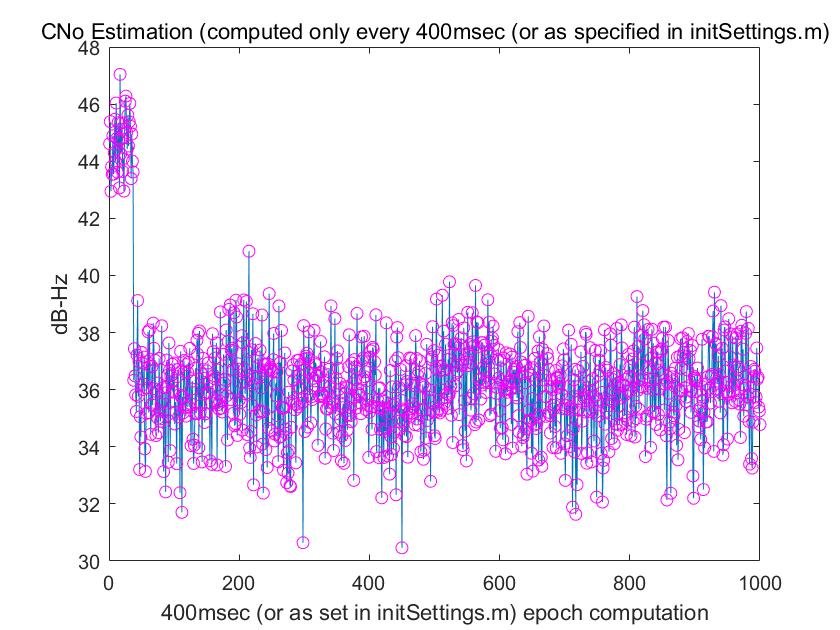 CNo Estimation (computed only every 400msec (or as specified in initSettings.m)
48
46
44
42
40
38
36
34
32
30
dB-Hz
0 200 400 600 800 1000
400msec (or as set in initSettings.m) epoch computation